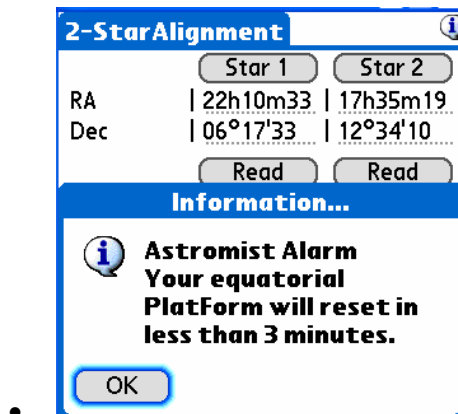 2-StarAlignment
Star 1 Star 2
RA 22h10m33 17h35m19
Dec 06°17'33 12°34'10
Read Read
Information...
Astromist Alarm
Your equatorial
PlatForm will reset in
less than 3 minutes.
OK